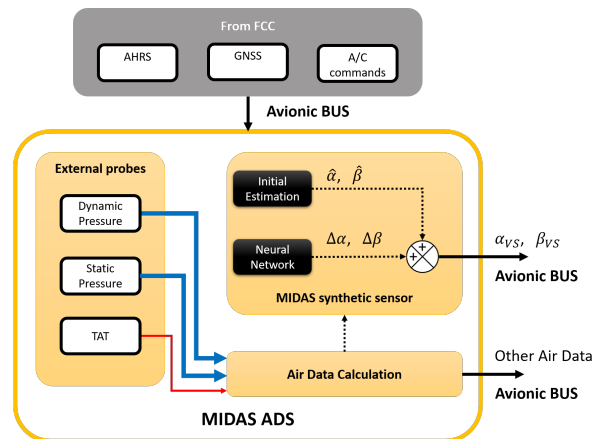 From FCC
AHRS
GNSS
A/C
commands
Avionic BUS
External probes
Dynamic
Pressure
Static
Pressure
TAT
Initial
Estimation
α̂, β̂
Neural
Network
Δα, Δβ
+
+
MIDAS synthetic sensor
α_VS, β_VS
Avionic BUS
Air Data Calculation
Other Air Data
Avionic BUS
MIDAS ADS